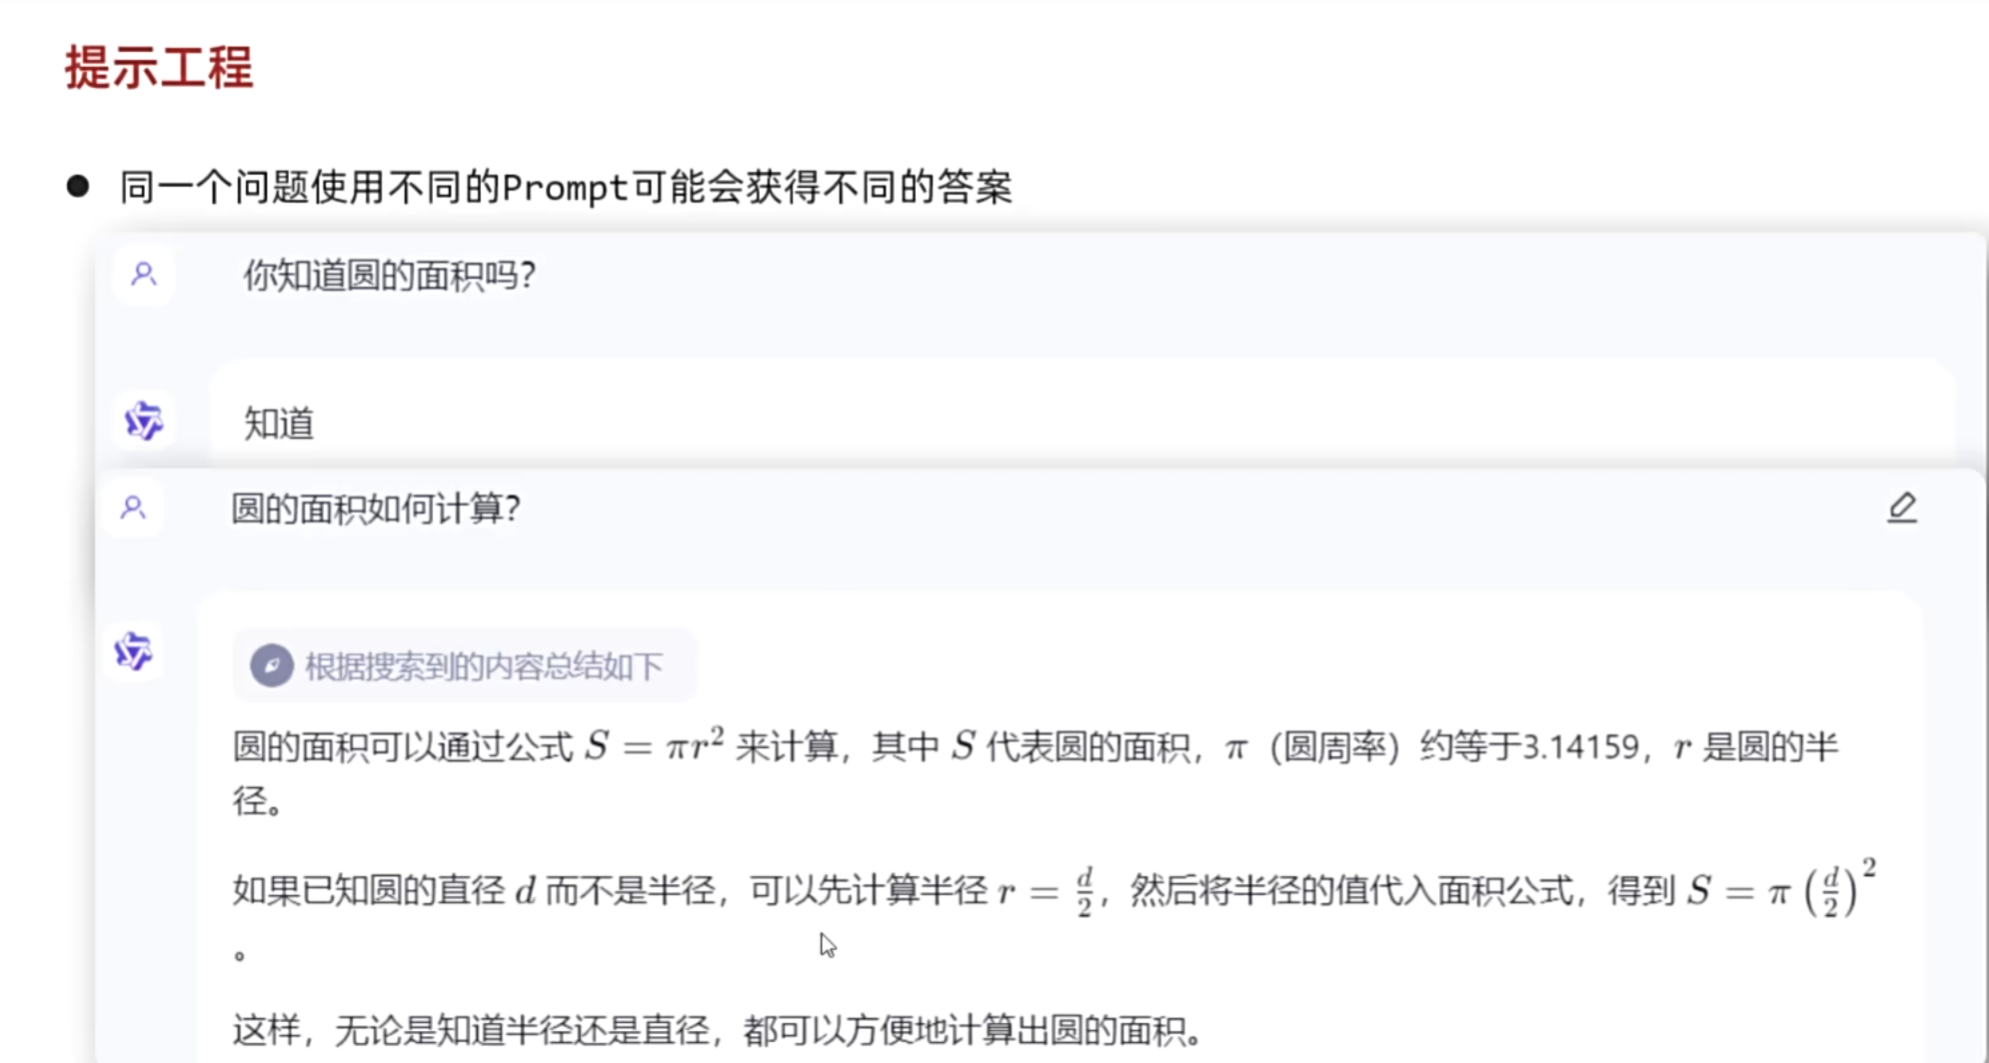 提示工程
● 同一个问题使用不同的Prompt可能会获得不同的答案
你知道圆的面积吗?
知道
圆的面积如何计算?
根据搜索到的内容总结如下
圆的面积可以通过公式 S = πr² 来计算，其中 S 代表圆的面积，π（圆周率）约等于3.14159，r 是圆的半
径。
如果已知圆的直径 d 而不是半径，可以先计算半径 r = d/2，然后将半径的值代入面积公式，得到 S = π (d/2)²
。
这样，无论是知道半径还是直径，都可以方便地计算出圆的面积。